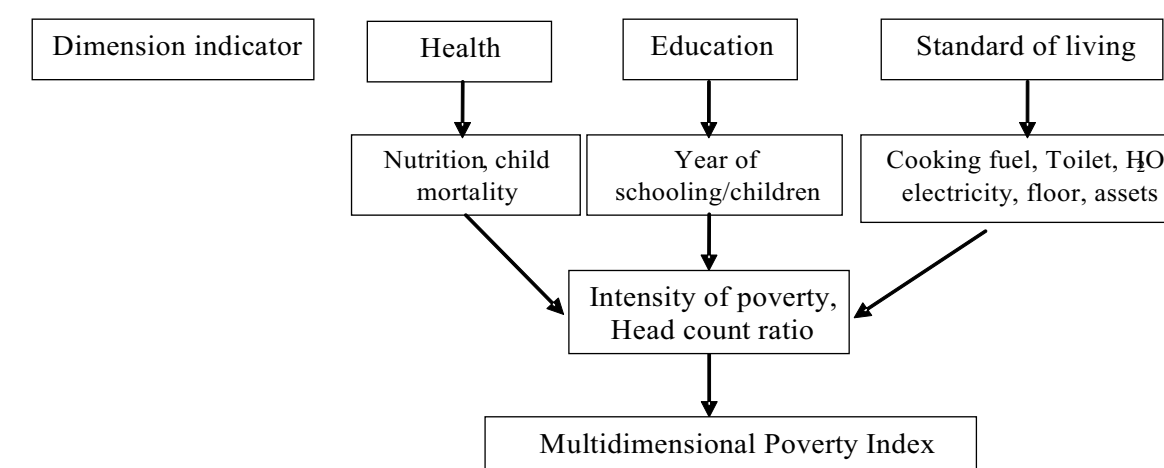 Dimension indicator
Health
Education
Standard of living
Nutrition, child
mortality
Year of
schooling/children
Cooking fuel, Toilet, H₂O
electricity, floor, assets
Intensity of poverty,
Head count ratio
Multidimensional Poverty Index